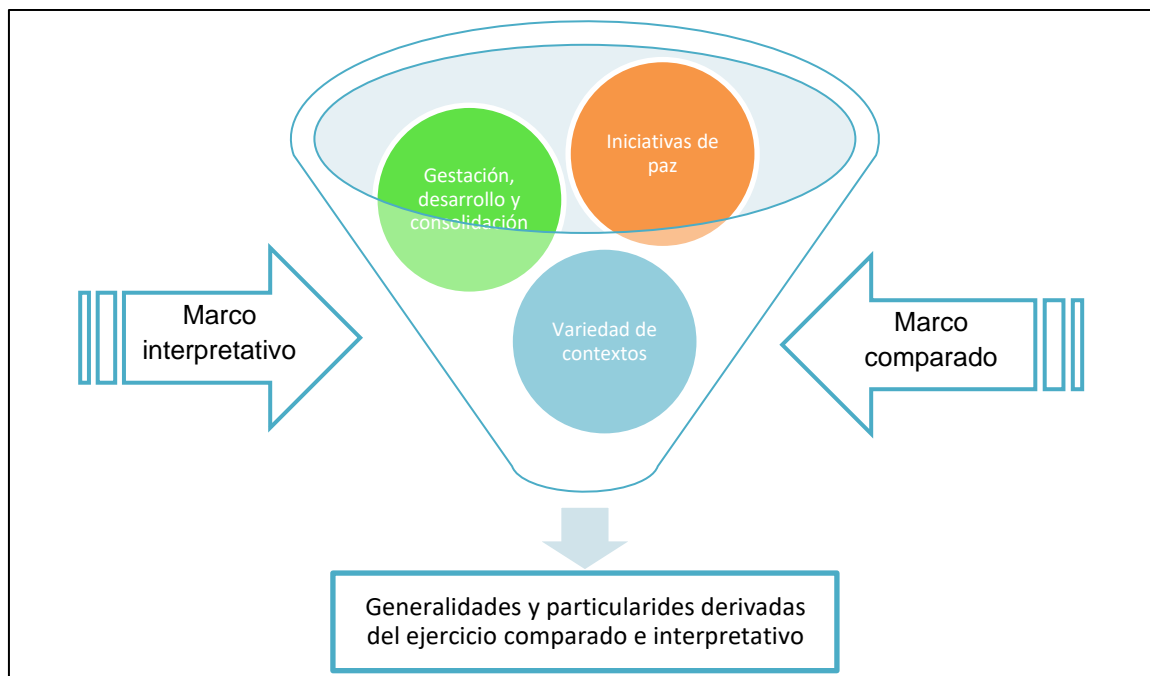 Iniciativas de
paz
Gestación,
desarrollo y
consolidación
Variedad de
contextos
Marco
interpretativo
Marco
comparado
Generalidades y particularides derivadas
del ejercicio comparado e interpretativo